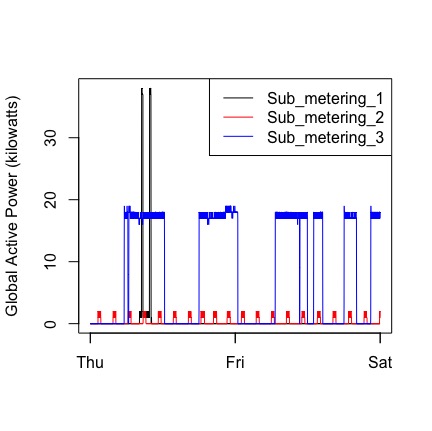 Sub_metering_1
Sub_metering_2
Sub_metering_3
Global Active Power (kilowatts)
30
20
10
0
Thu Fri Sat